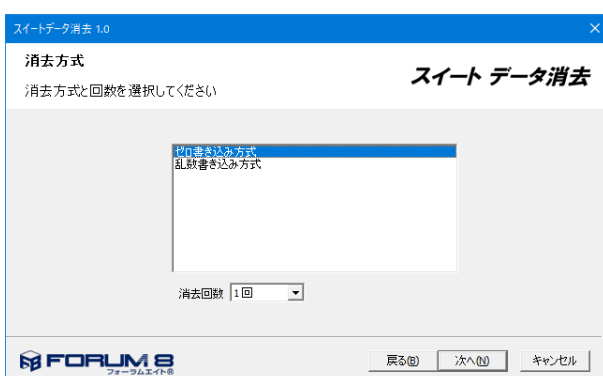 スイートデータ消去 1.0
消去方式
消去方式と回数を選択してください
スイート データ消去
ゼロ書き込み方式
乱数書き込み方式
消去回数 1回
FORUM 8
フォーラムエイト®
戻る(B) 次へ(N) キャンセル